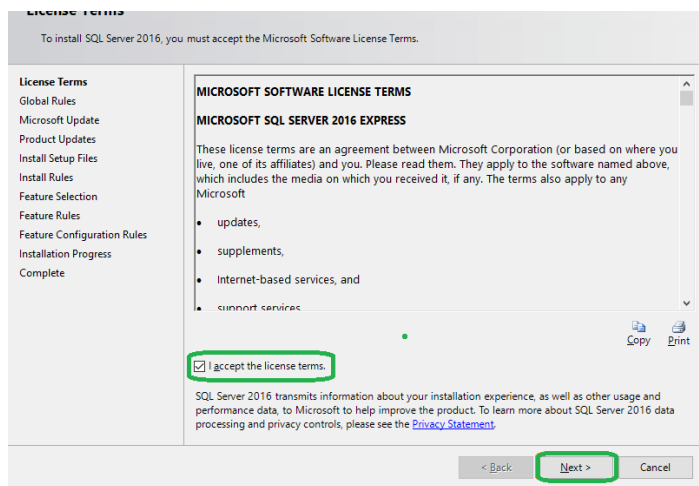 License Terms
To install SQL Server 2016, you must accept the Microsoft Software License Terms.
License Terms
Global Rules
Microsoft Update
Product Updates
Install Setup Files
Install Rules
Feature Selection
Feature Rules
Feature Configuration Rules
Installation Progress
Complete
MICROSOFT SOFTWARE LICENSE TERMS
MICROSOFT SQL SERVER 2016 EXPRESS
These license terms are an agreement between Microsoft Corporation (or based on where you
live, one of its affiliates) and you. Please read them. They apply to the software named above,
which includes the media on which you received it, if any. The terms also apply to any
Microsoft
• updates,
• supplements,
• Internet-based services, and
• support services
Copy Print
I accept the license terms.
SQL Server 2016 transmits information about your installation experience, as well as other usage and
performance data, to Microsoft to help improve the product. To learn more about SQL Server 2016 data
processing and privacy controls, please see the Privacy Statement.
< Back Next > Cancel